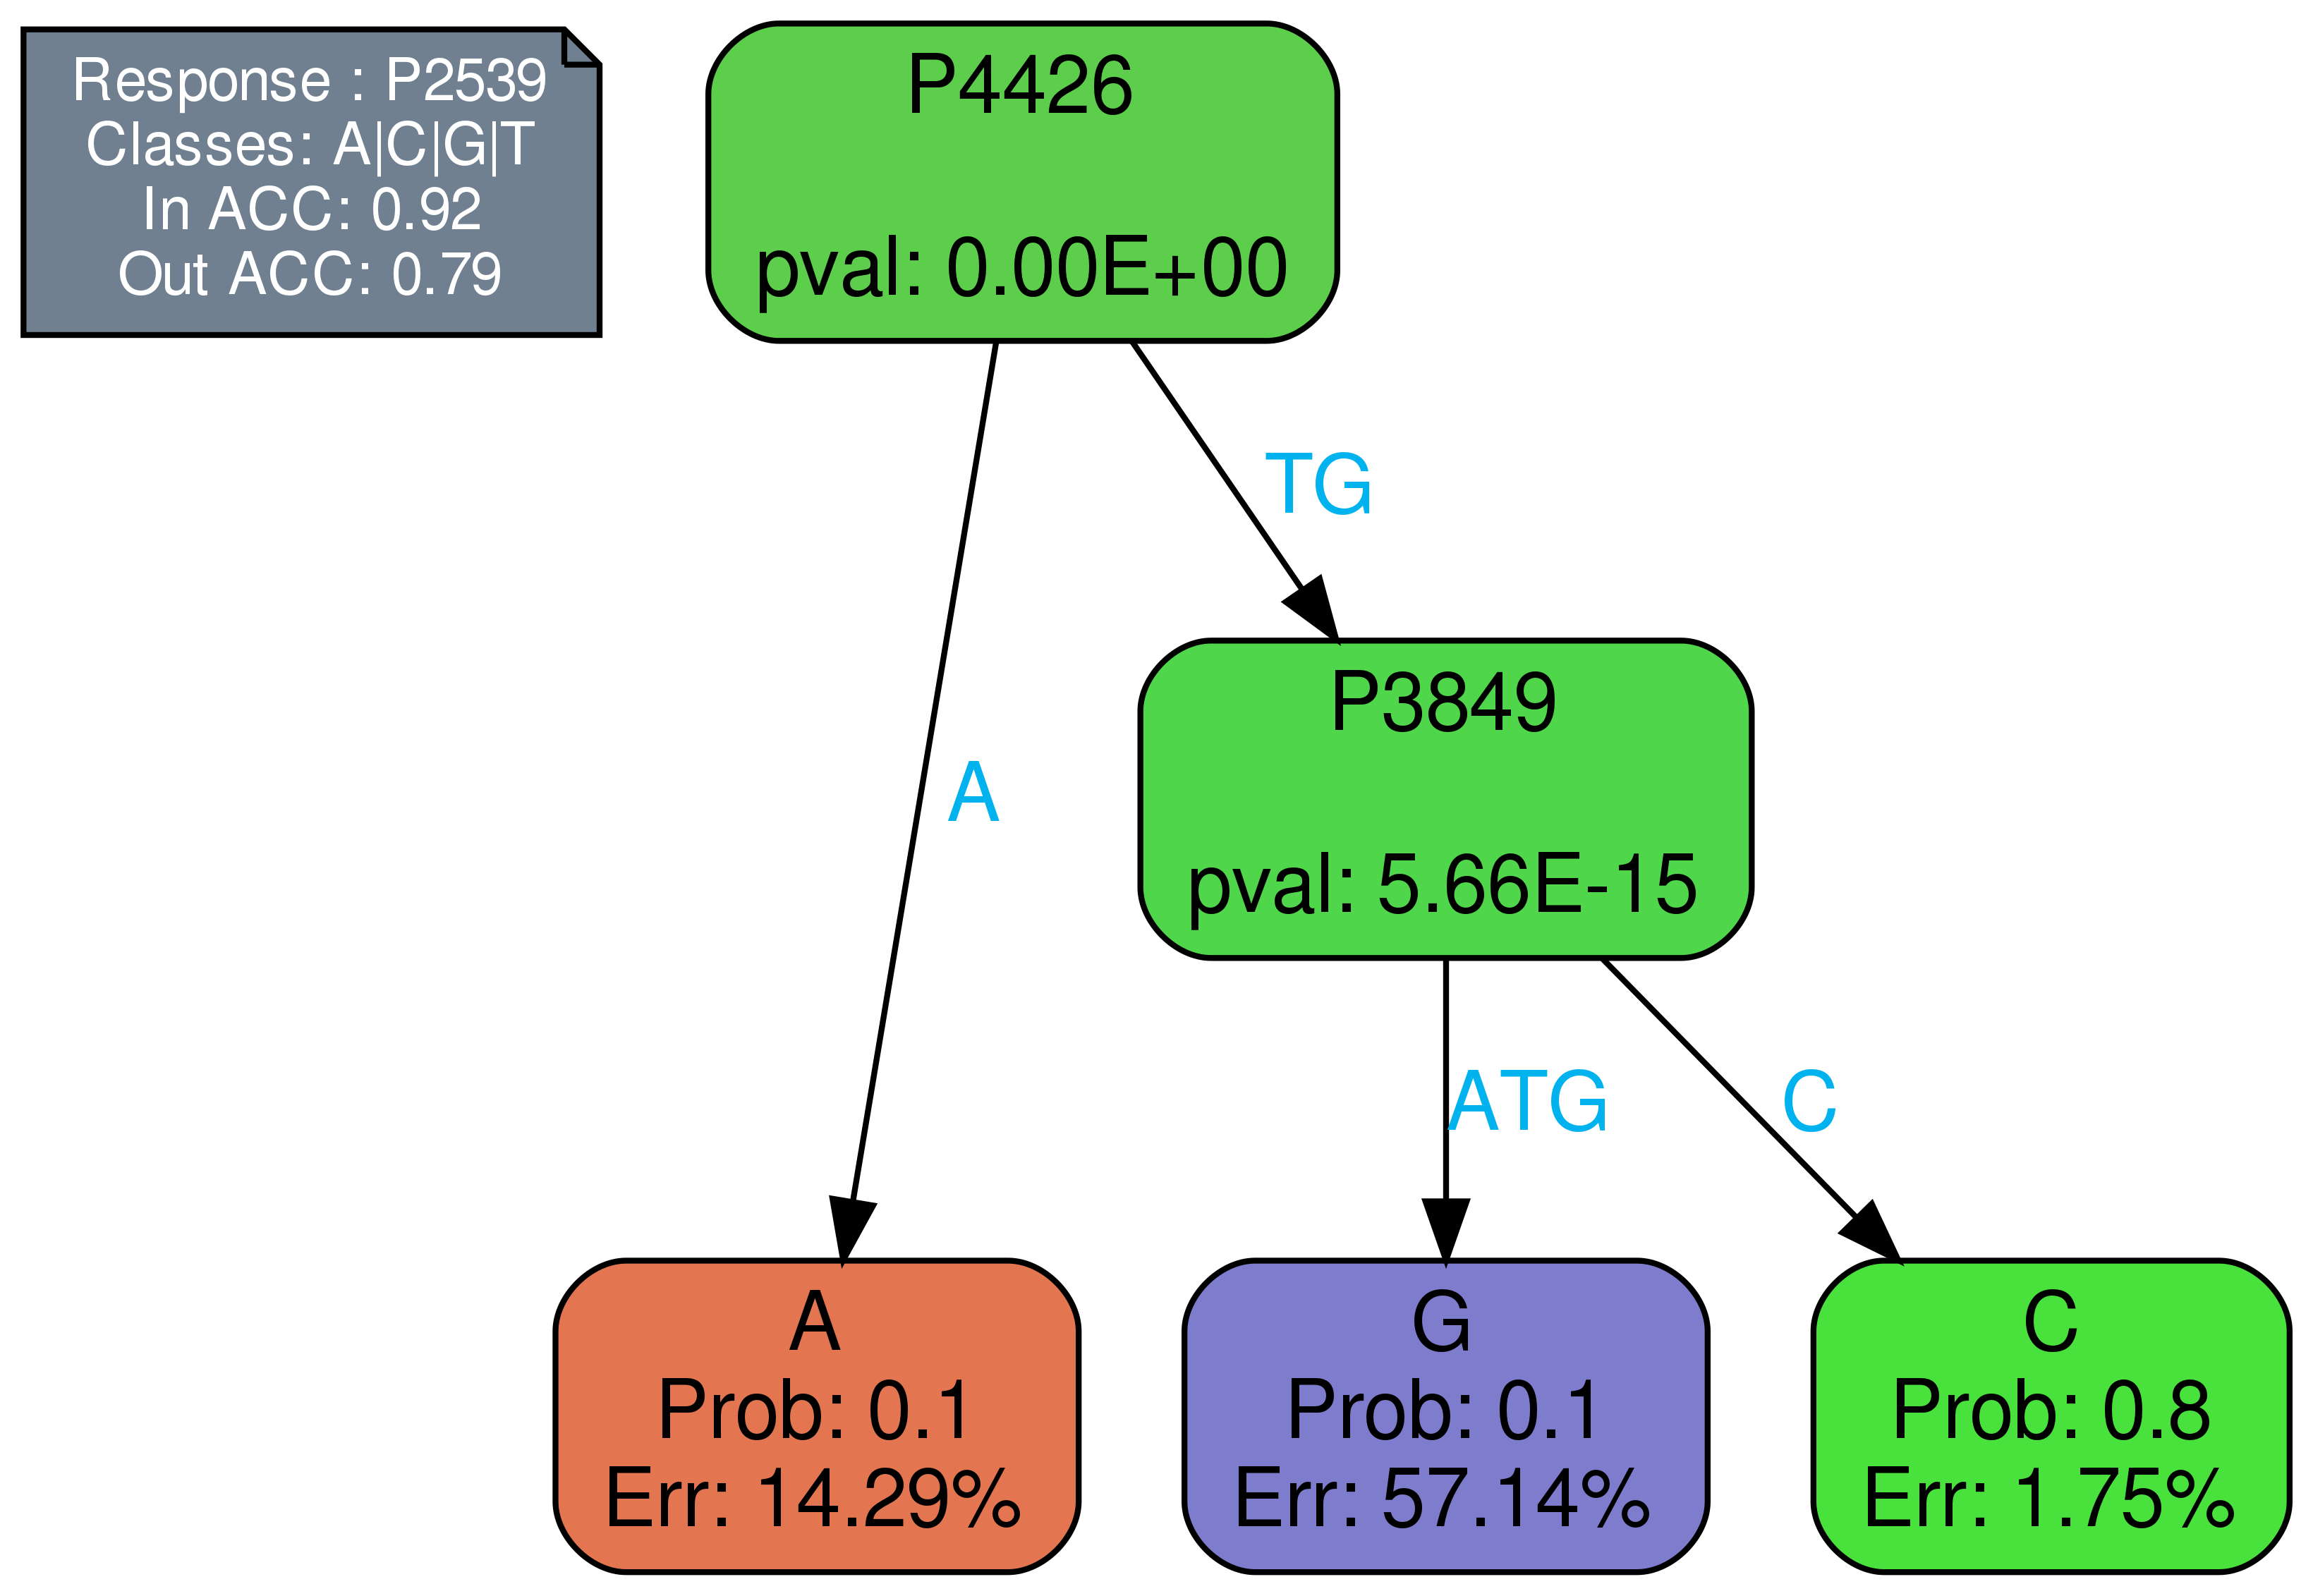 Response : P2539
Classes: A|C|G|T
In ACC: 0.92
Out ACC: 0.79
P4426
pval: 0.00E+00
TG
A
P3849
pval: 5.66E-15
ATG
C
A
Prob: 0.1
Err: 14.29%
G
Prob: 0.1
Err: 57.14%
C
Prob: 0.8
Err: 1.75%